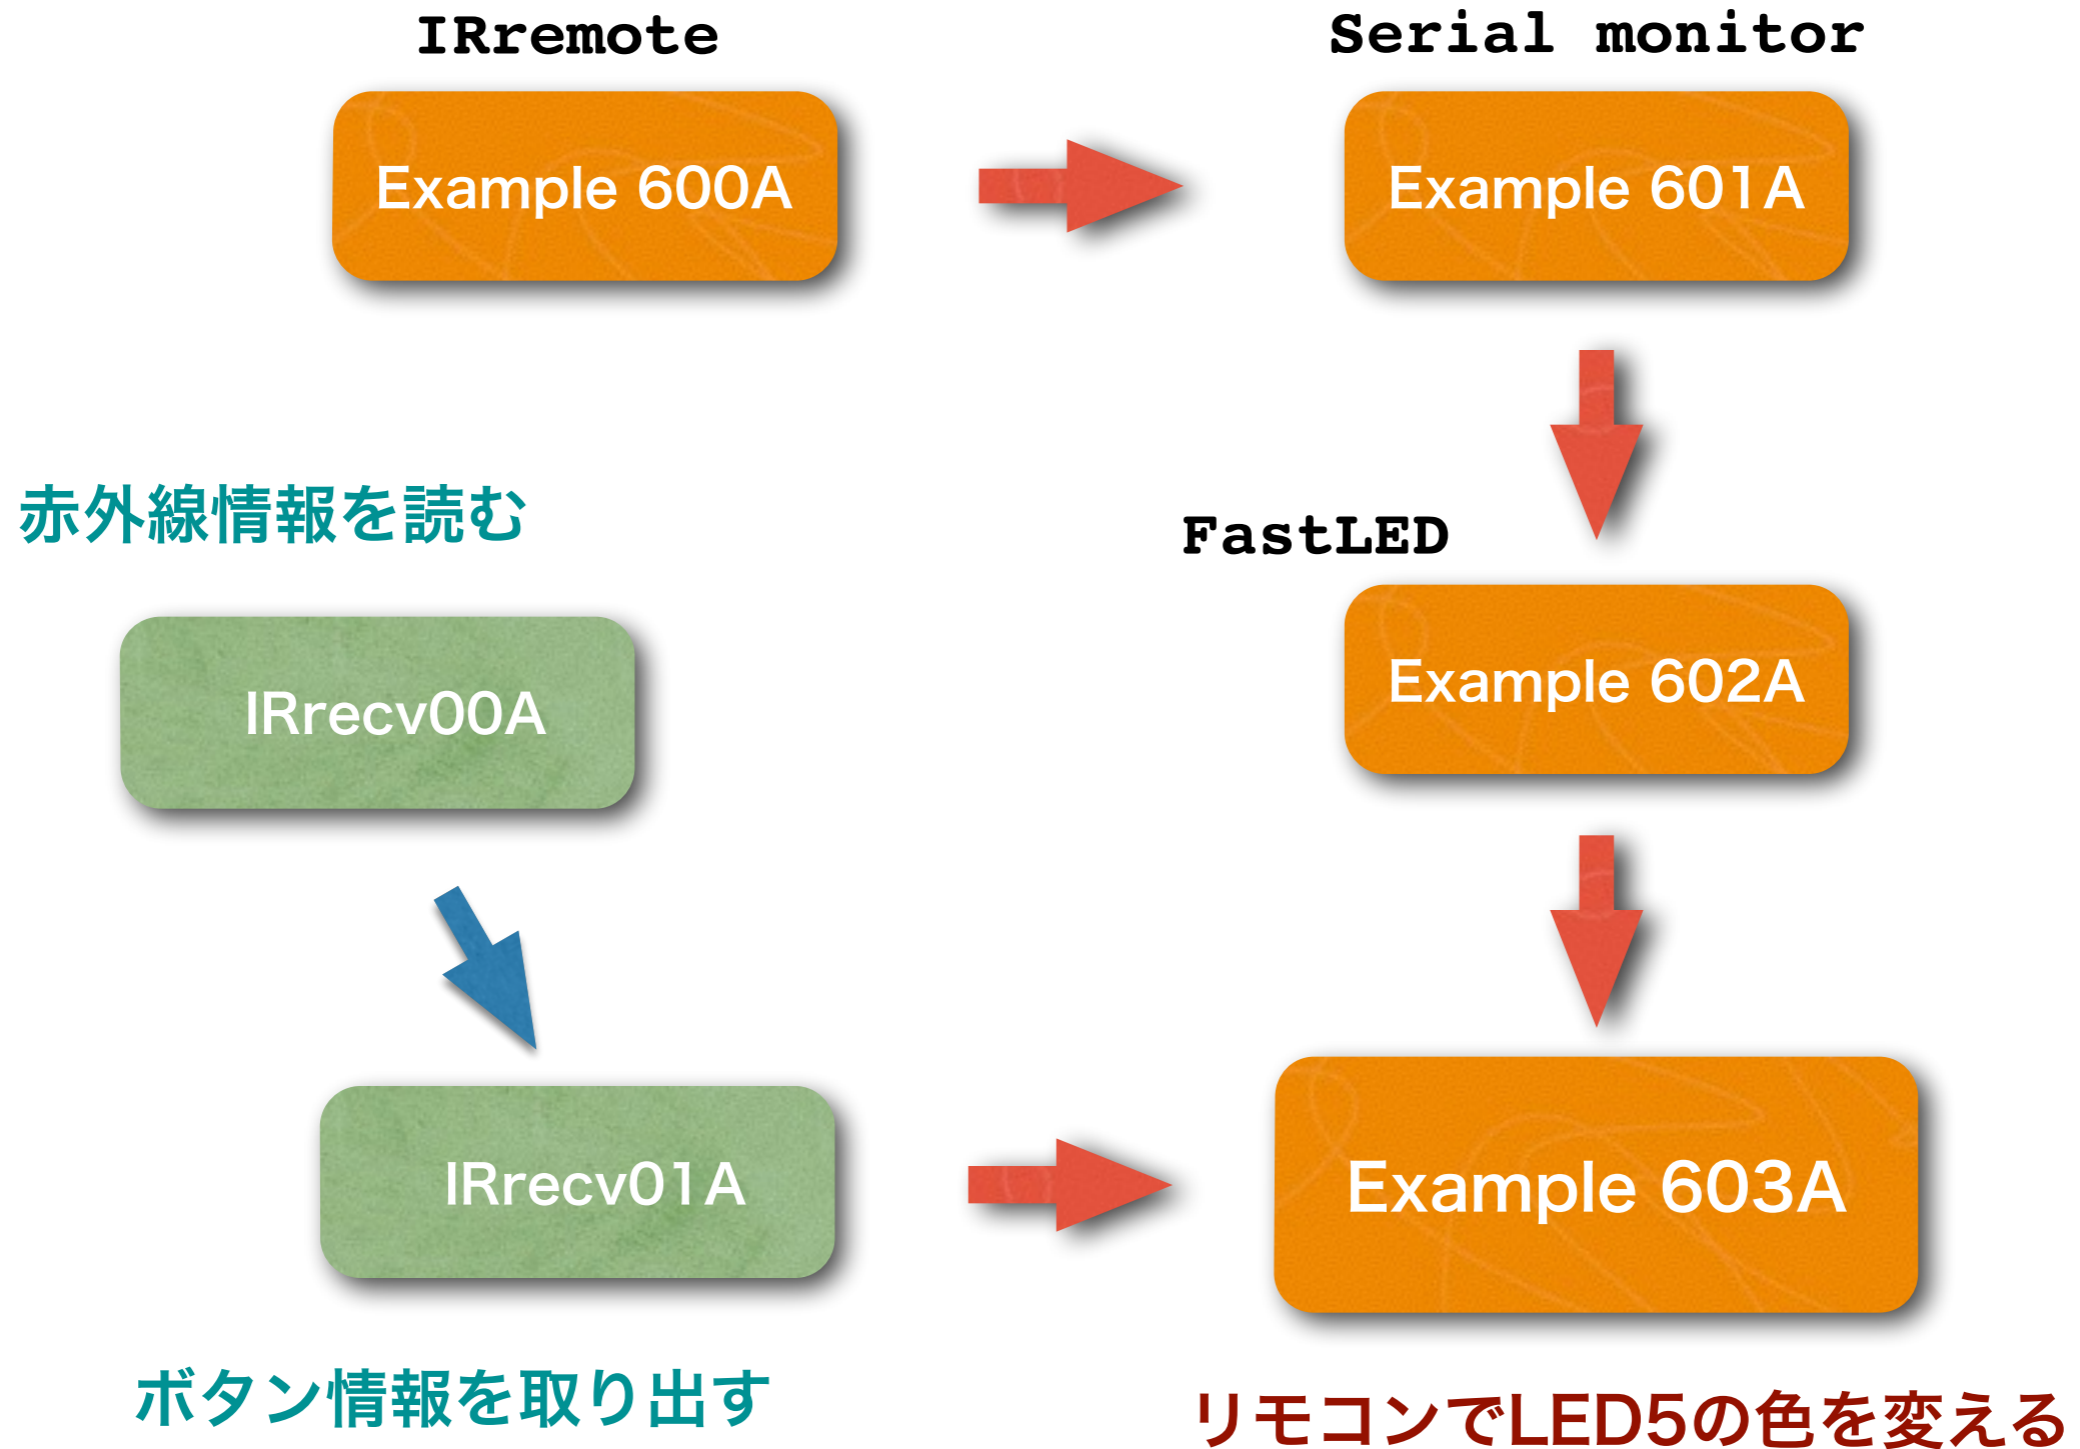 IRremote
Serial monitor
Example 600A
Example 601A
赤外線情報を読む
FastLED
IRrecv00A
Example 602A
IRrecv01A
Example 603A
ボタン情報を取り出す
リモコンでLED5の色を変える